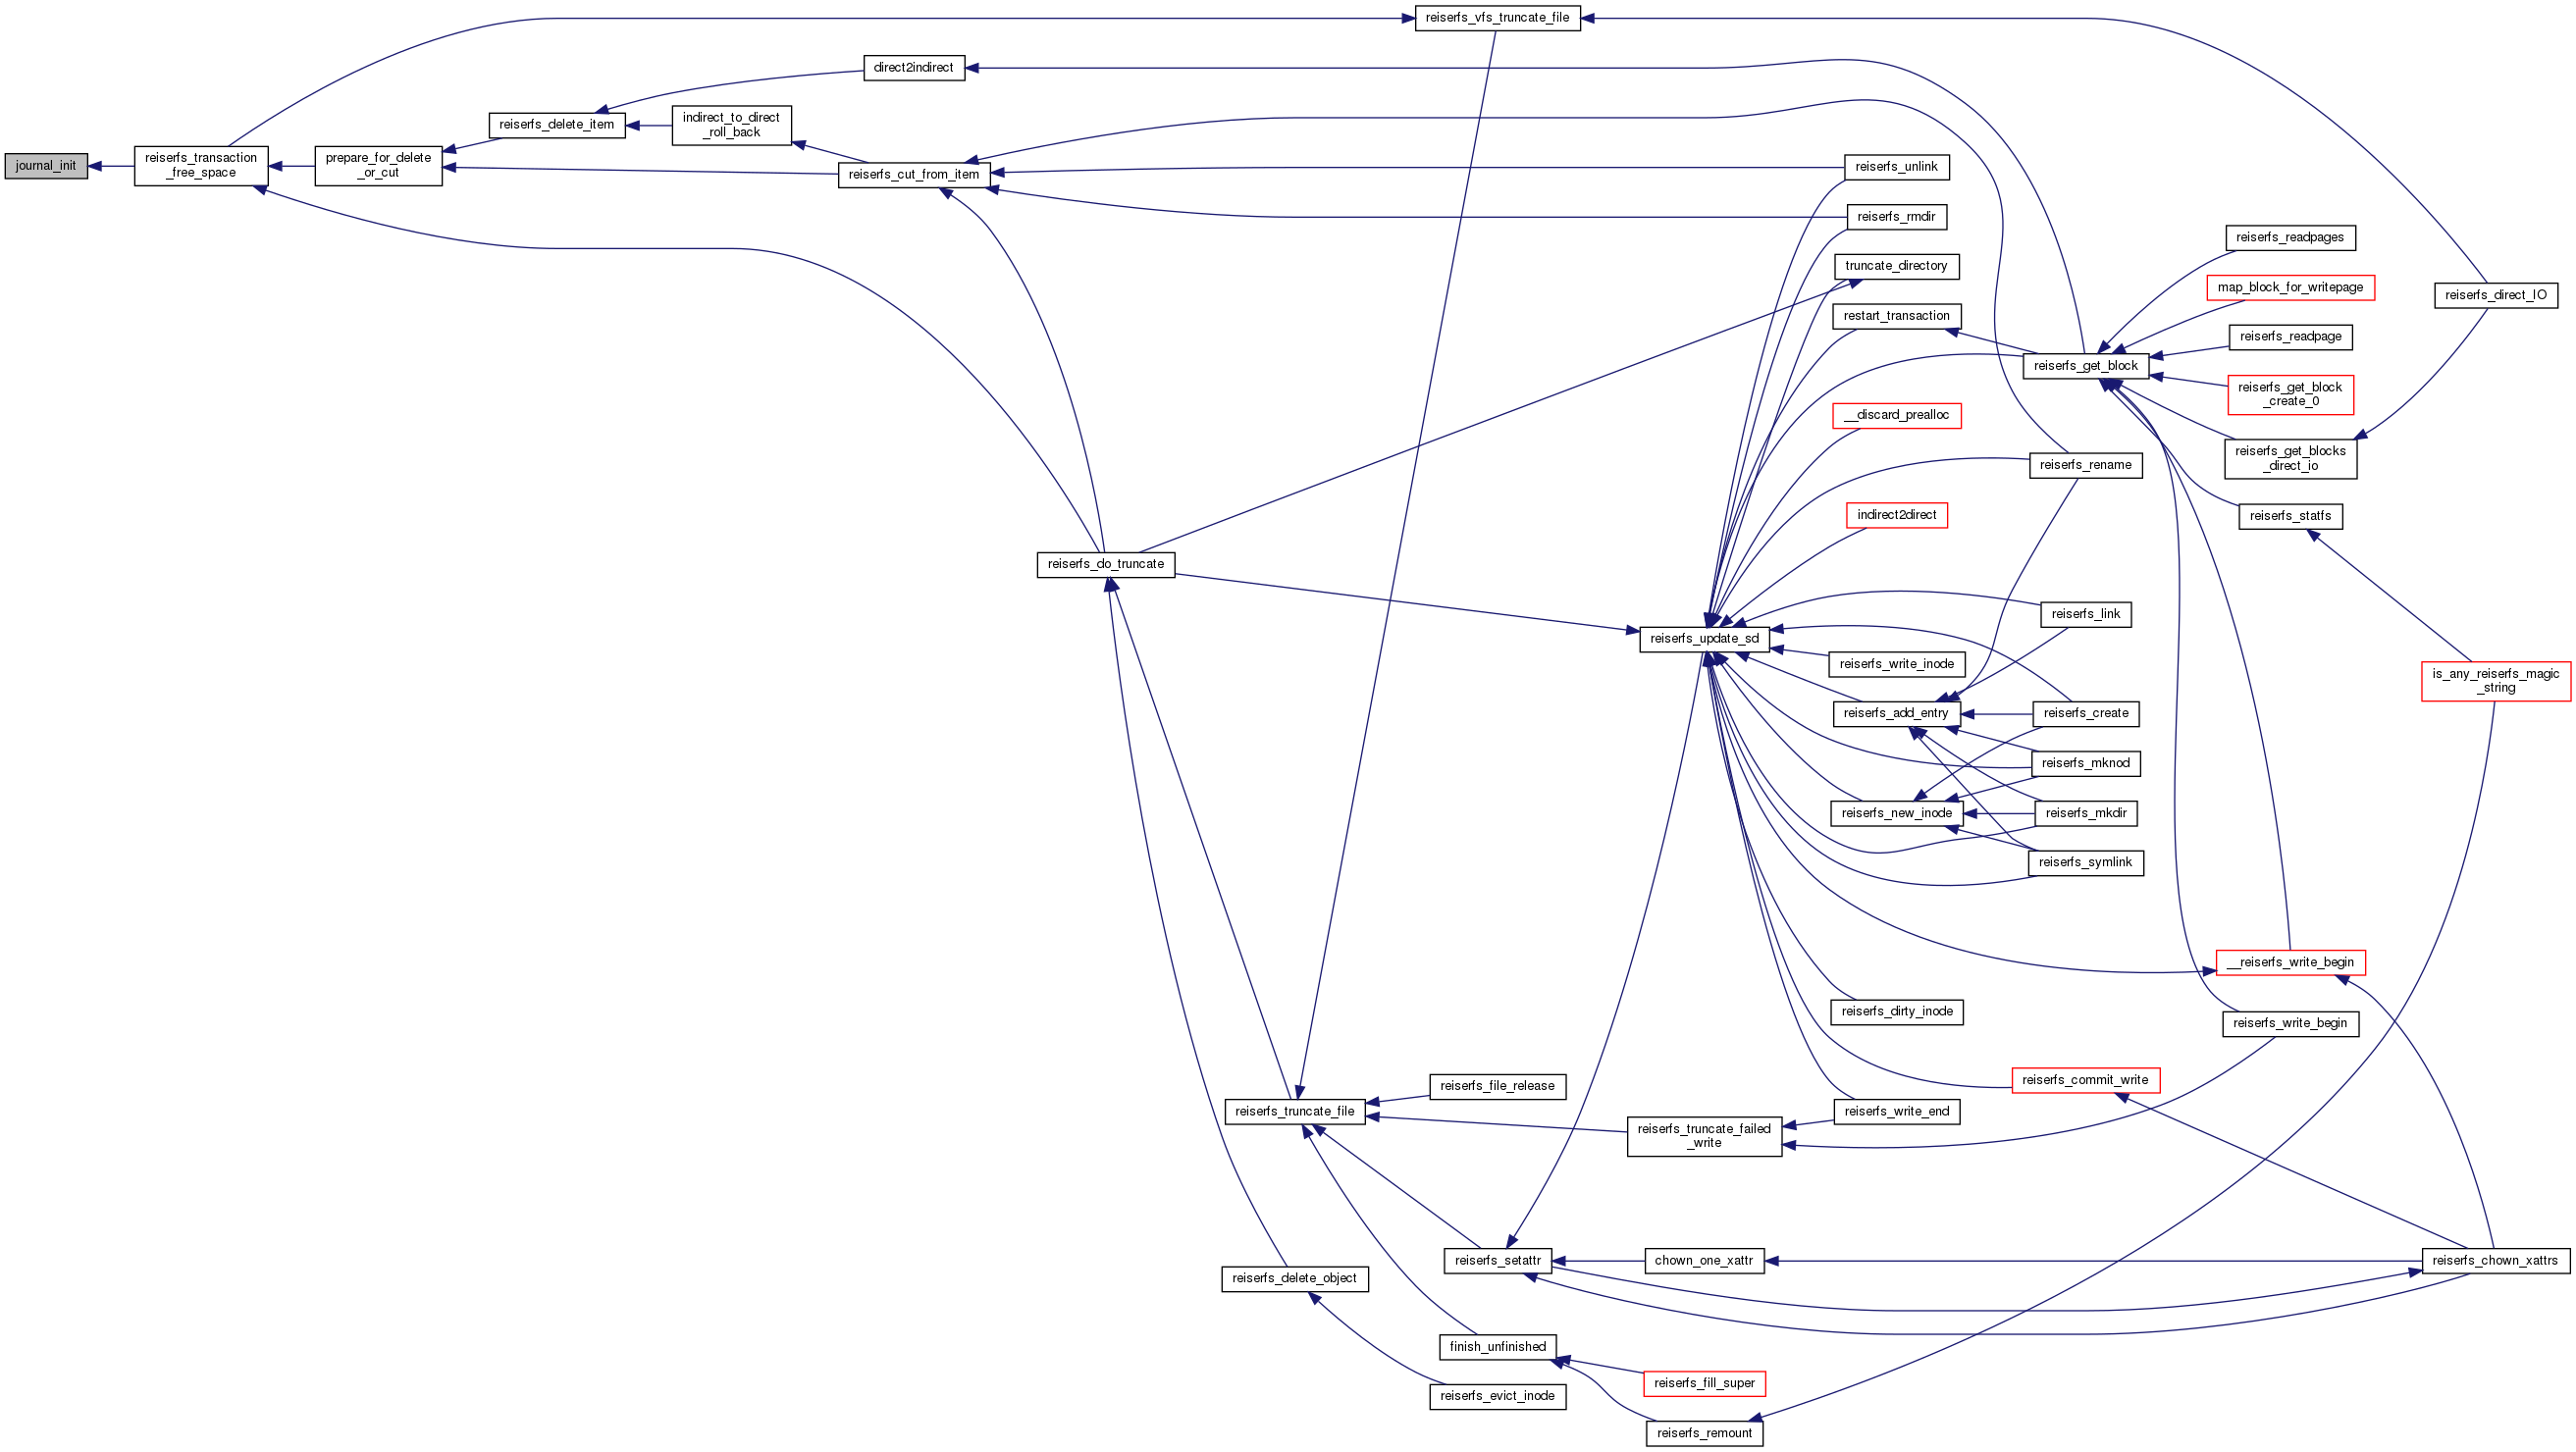 reiserfs_vfs_truncate_file
direct2indirect
reiserfs_delete_item
indirect_to_direct
_roll_back
journal_init
reiserfs_transaction
_free_space
prepare_for_delete
_or_cut
reiserfs_cut_from_item
reiserfs_unlink
reiserfs_rmdir
reiserfs_readpages
truncate_directory
map_block_for_writepage
reiserfs_direct_IO
restart_transaction
reiserfs_readpage
reiserfs_get_block
reiserfs_get_block
_create_0
__discard_prealloc
reiserfs_get_blocks
_direct_io
reiserfs_rename
indirect2direct
reiserfs_statfs
reiserfs_do_truncate
reiserfs_link
reiserfs_update_sd
reiserfs_write_inode
is_any_reiserfs_magic
_string
reiserfs_add_entry
reiserfs_create
reiserfs_mknod
reiserfs_new_inode
reiserfs_mkdir
reiserfs_symlink
__reiserfs_write_begin
reiserfs_dirty_inode
reiserfs_write_begin
reiserfs_file_release
reiserfs_commit_write
reiserfs_truncate_file
reiserfs_write_end
reiserfs_truncate_failed
_write
reiserfs_setattr
chown_one_xattr
reiserfs_chown_xattrs
reiserfs_delete_object
finish_unfinished
reiserfs_fill_super
reiserfs_evict_inode
reiserfs_remount